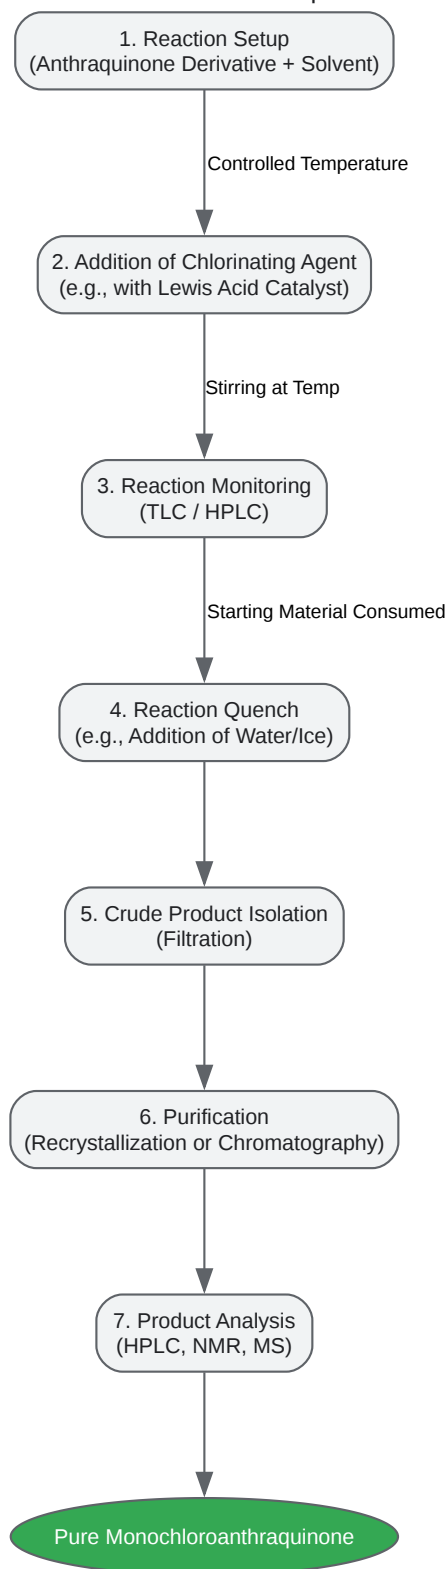 1. Reaction Setup
(Anthraquinone Derivative + Solvent)
Controlled Temperature
2. Addition of Chlorinating Agent
(e.g., with Lewis Acid Catalyst)
Stirring at Temp
3. Reaction Monitoring
(TLC / HPLC)
Starting Material Consumed
4. Reaction Quench
(e.g., Addition of Water/Ice)
5. Crude Product Isolation
(Filtration)
6. Purification
(Recrystallization or Chromatography)
7. Product Analysis
(HPLC, NMR, MS)
Pure Monochloroanthraquinone